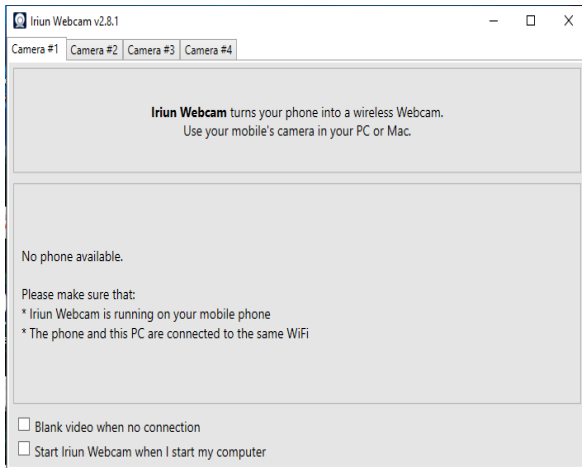 Iriun Webcam v2.8.1
Camera #1 Camera #2 Camera #3 Camera #4
Iriun Webcam turns your phone into a wireless Webcam.
Use your mobile's camera in your PC or Mac.
No phone available.
Please make sure that:
* Iriun Webcam is running on your mobile phone
* The phone and this PC are connected to the same WiFi
Blank video when no connection
Start Iriun Webcam when I start my computer